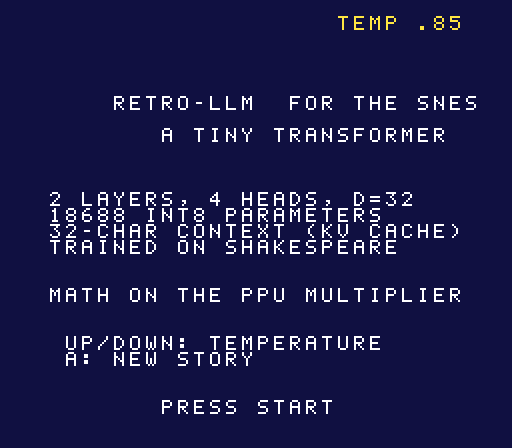 TEMP .85
RETRO-LLM  FOR THE SNES
A TINY TRANSFORMER
2 LAYERS, 4 HEADS, D=32
18688 INT8 PARAMETERS
32-CHAR CONTEXT (KV CACHE)
TRAINED ON SHAKESPEARE
MATH ON THE PPU MULTIPLIER
UP/DOWN: TEMPERATURE
A: NEW STORY
PRESS START